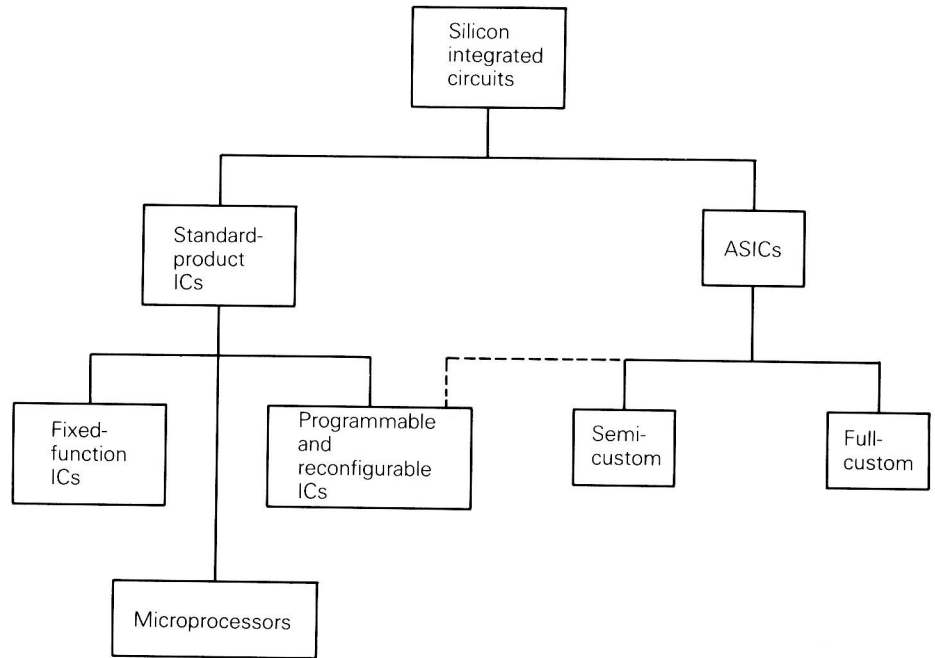 Silicon
integrated
circuits
Standard-
product
ICs
ASICs
Fixed-
function
ICs
Programmable
and
reconfigurable
ICs
Semi-
custom
Full-
custom
Microprocessors